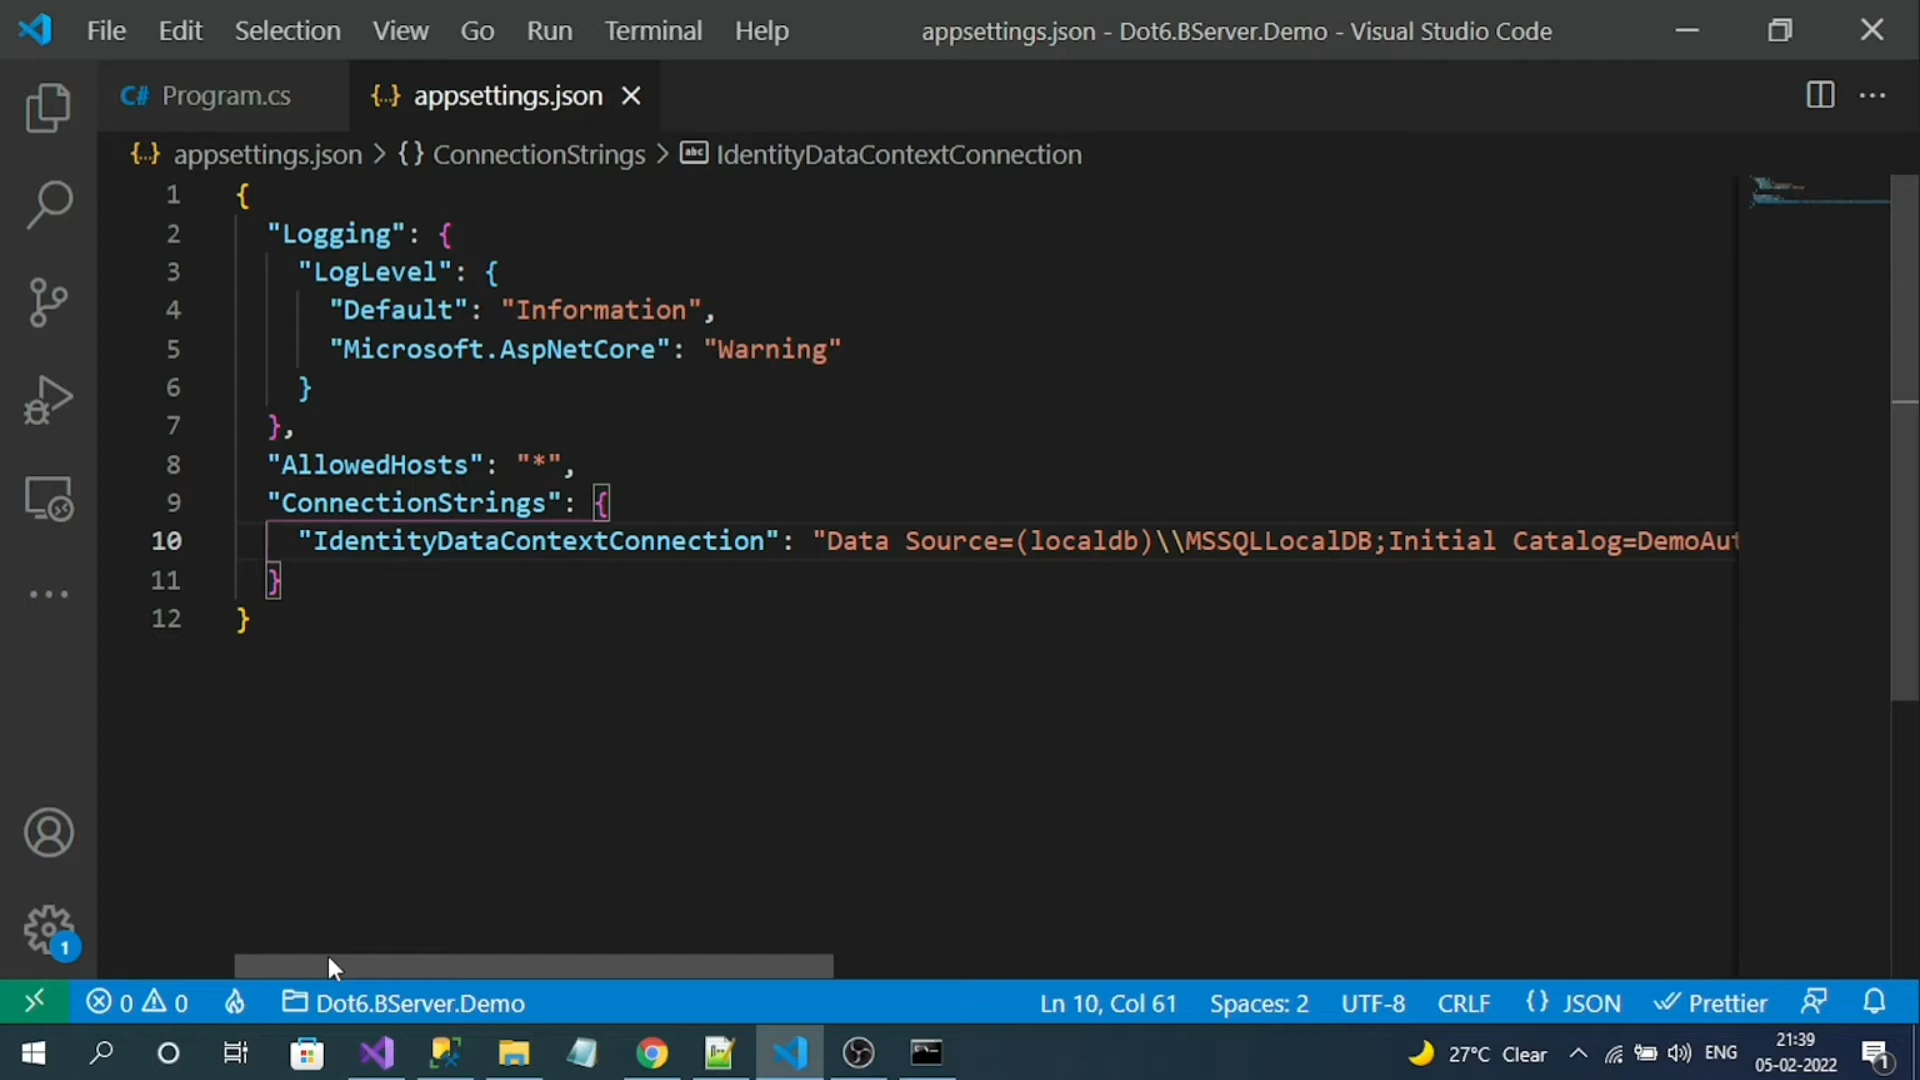 File Edit Selection View Go Run Terminal Help appsettings.json - Dot6.BServer.Demo - Visual Studio Code
C# Program.cs {..} appsettings.json
{..} appsettings.json > {} ConnectionStrings > abc IdentityDataContextConnection
1 {
2 "Logging": {
3 "LogLevel": {
4 "Default": "Information",
5 "Microsoft.AspNetCore": "Warning"
6 }
7 },
8 "AllowedHosts": "*",
9 "ConnectionStrings": {
10 "IdentityDataContextConnection": "Data Source=(localdb)\\MSSQLLocalDB;Initial Catalog=DemoAut
11 }
12 }
1
0 0 Dot6.BServer.Demo Ln 10, Col 61 Spaces: 2 UTF-8 CRLF {} JSON Prettier
27°C Clear ENG 21:39
05-02-2022 1